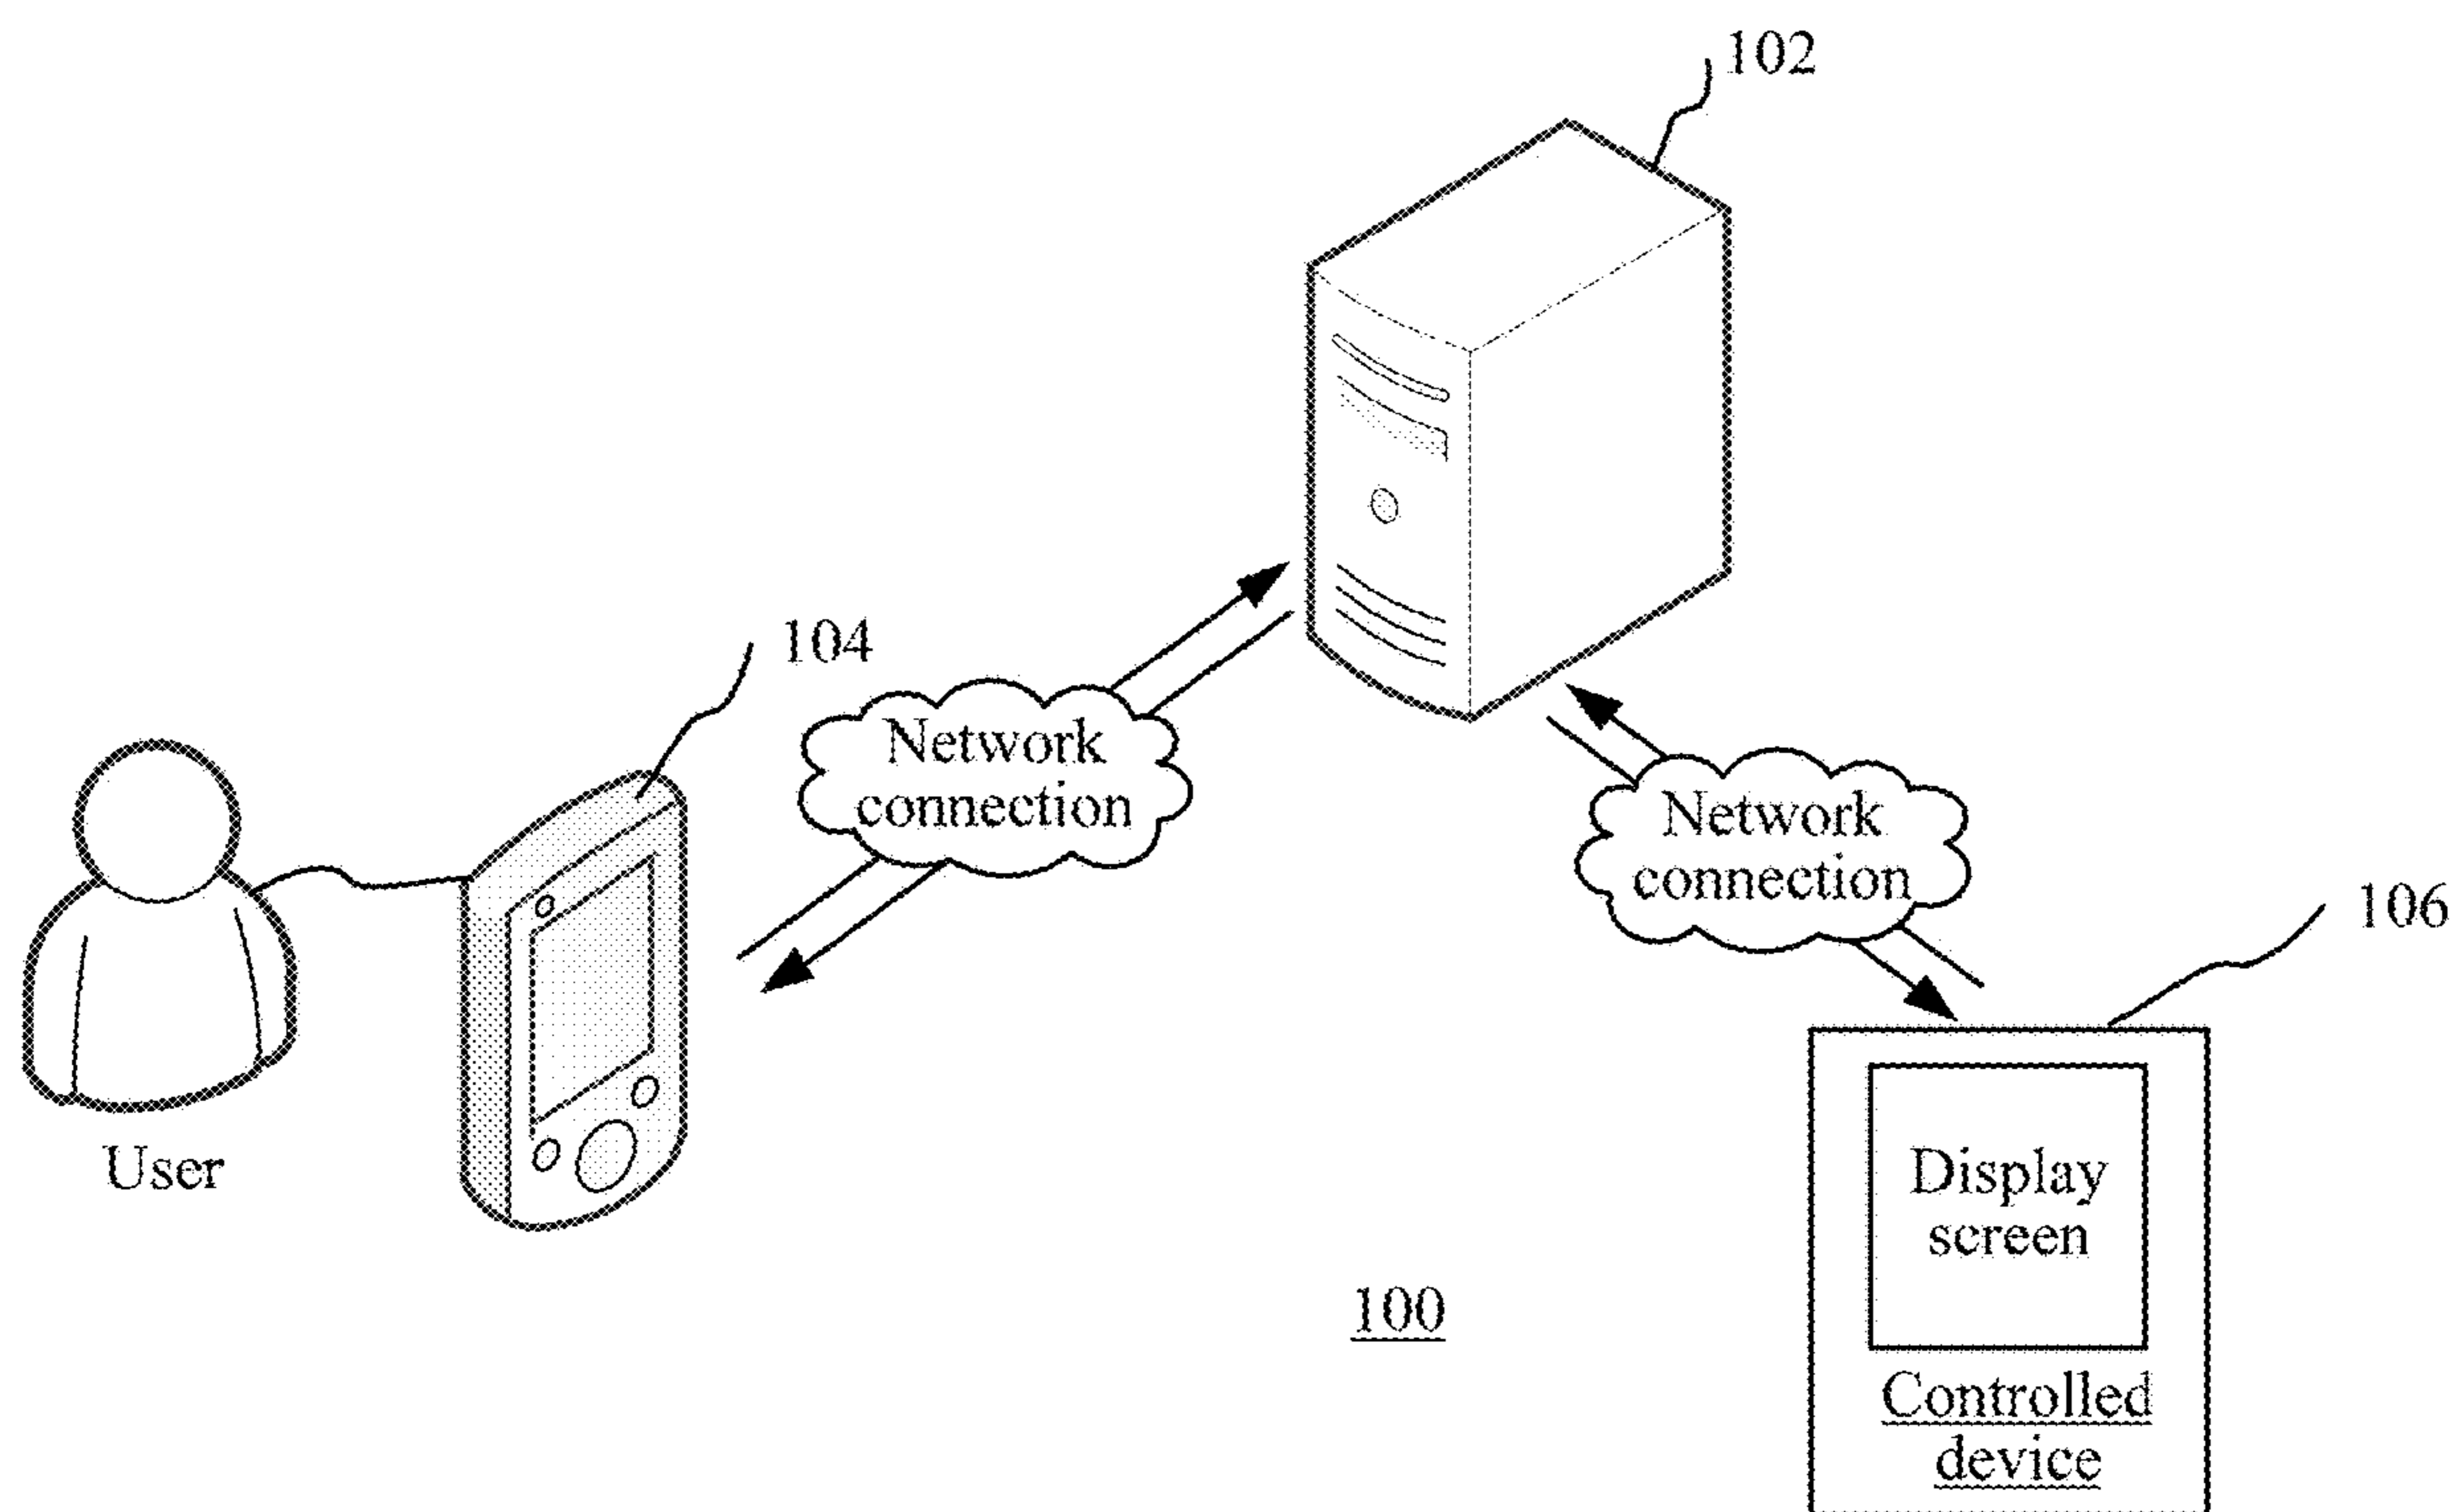 102
104
Network
connection
Network
connection
106
User
Display
screen
100
Controlled
device